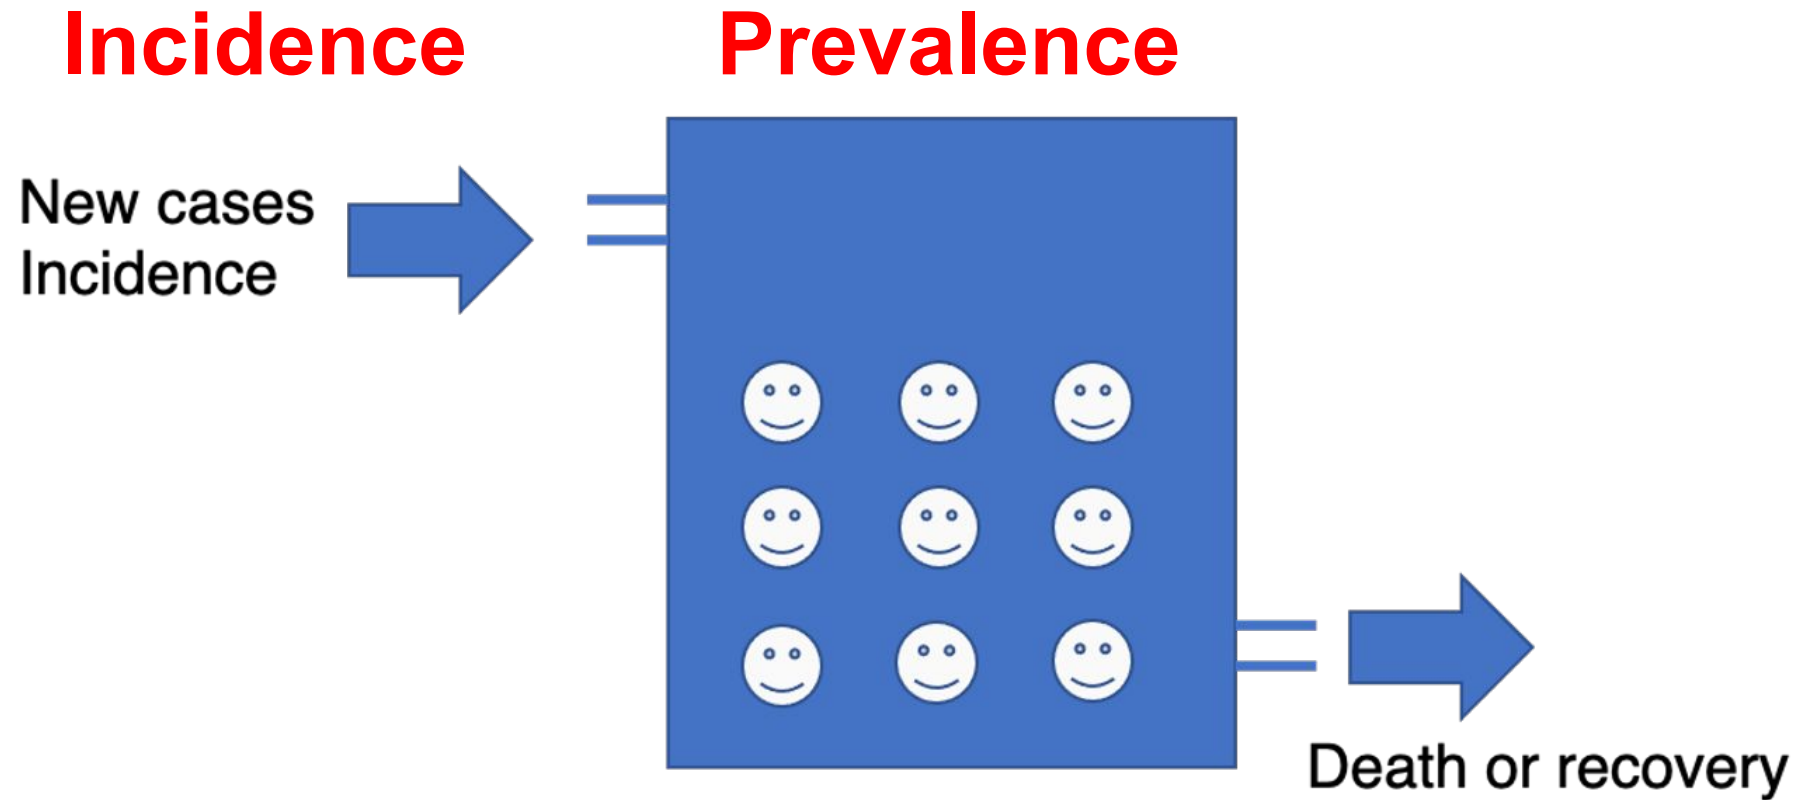 Incidence
Prevalence
New cases
Incidence
Death or recovery